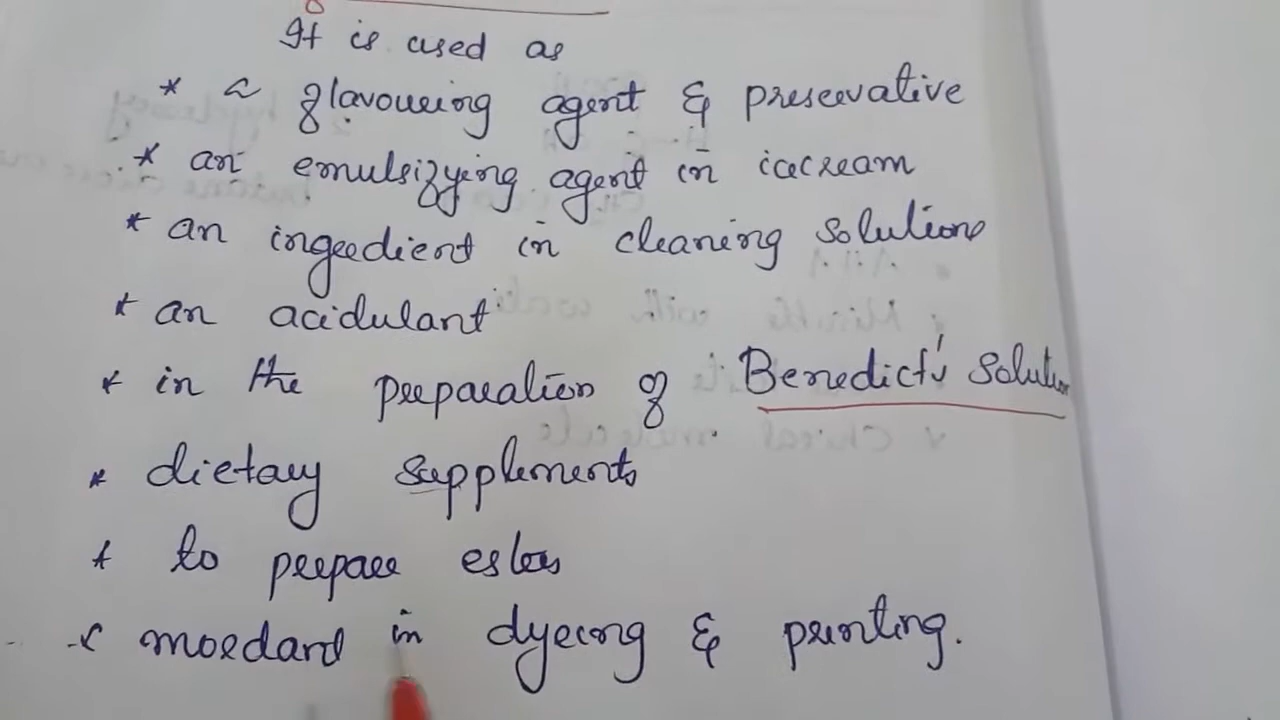 It is used as
* a flavouring agent & preservative
* an emulsifying agent in icecream
* an ingredient in cleaning solutions
* an acidulant
* in the preparation of Benedict's solution
* dietary supplements
* to prepare esters
* mordard in dyeing & printing.